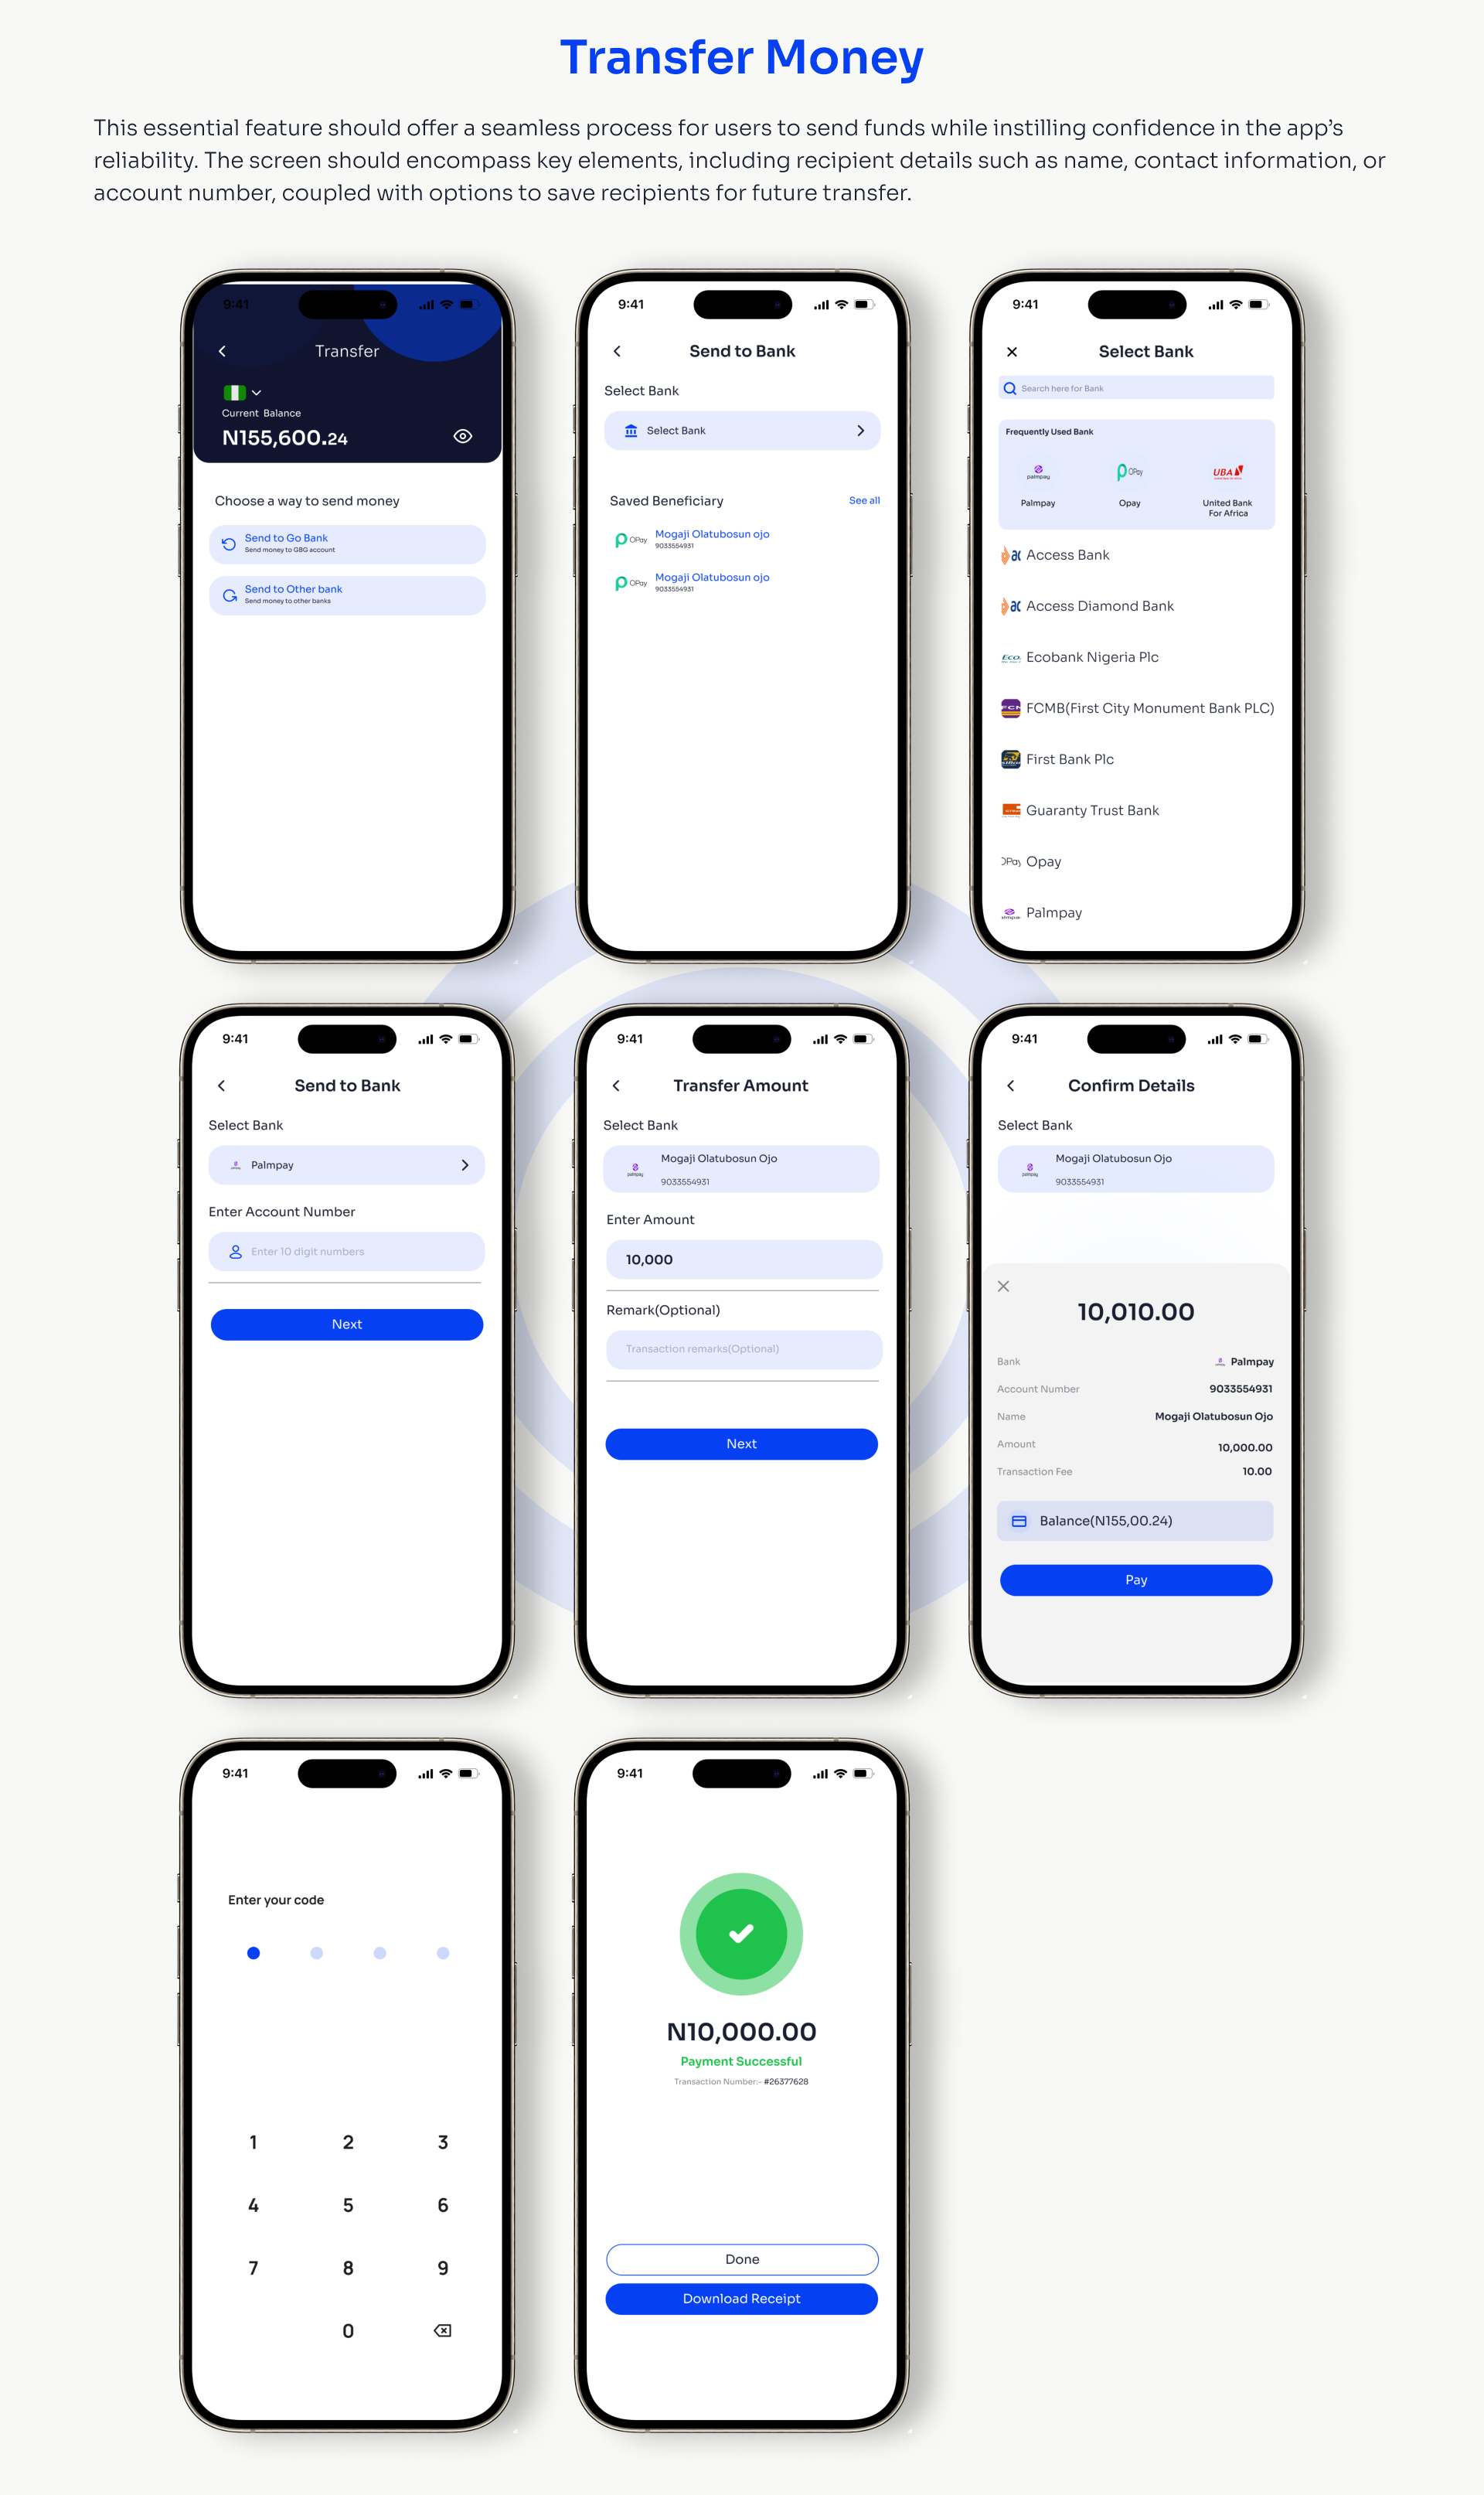 Transfer Money
This essential feature should offer a seamless process for users to send funds while instilling confidence in the app's
reliability. The screen should encompass key elements, including recipient details such as name, contact information, or
account number, coupled with options to save recipients for future transfer.
9:41
Transfer
Current Balance
N155,600.24
Choose a way to send money
Send to Go Bank
Send money to GBG account
Send to Other bank
Send money to other banks
9:41
Send to Bank
Select Bank
Select Bank
Saved Beneficiary
See all
OPay
Mogaji Olatubosun ojo
9033554931
OPay
Mogaji Olatubosun ojo
9033554931
9:41
Select Bank
Search here for Bank
Frequently Used Bank
palmpay
OPay
UBA
Palmpay
Opay
United Bank
For Africa
Access Bank
Access Diamond Bank
Ecobank Nigeria Plc
FCMB(First City Monument Bank PLC)
First Bank Plc
Guaranty Trust Bank
OPay
Opay
Palmpay
9:41
Send to Bank
Select Bank
Palmpay
Enter Account Number
Enter 10 digit numbers
Next
9:41
Transfer Amount
Select Bank
palmpay
Mogaji Olatubosun Ojo
9033554931
Enter Amount
10,000
Remark(Optional)
Transaction remarks(Optional)
Next
9:41
Confirm Details
Select Bank
palmpay
Mogaji Olatubosun Ojo
9033554931
10,010.00
Bank
Palmpay
Account Number
9033554931
Name
Mogaji Olatubosun Ojo
Amount
10,000.00
Transaction Fee
10.00
Balance(N155,00.24)
Pay
9:41
Enter your code
1 2 3
4 5 6
7 8 9
0
9:41
N10,000.00
Payment Successful
Transaction Number:- #26377628
Done
Download Receipt